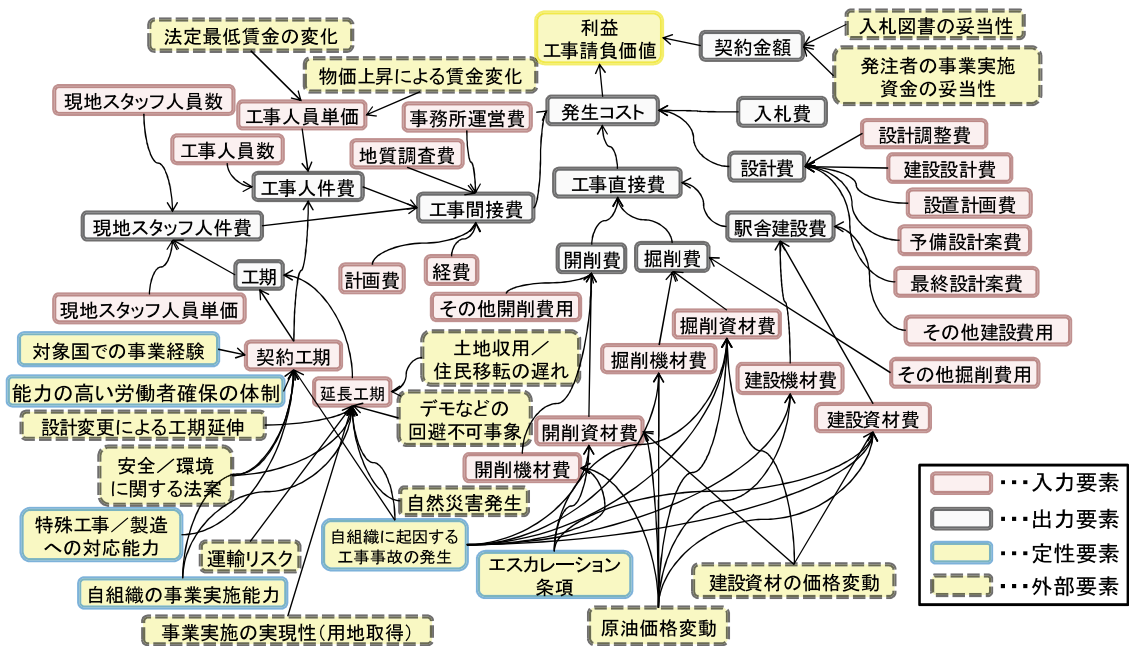 法定最低賃金の変化
利益
工事請負価値
契約金額
入札図書の妥当性
発注者の事業実施
資金の妥当性
物価上昇による賃金変化
現地スタッフ人員数
工事人員単価
事務所運営費
発生コスト
入札費
設計調整費
工事人員数
地質調査費
設計費
建設設計費
工事人件費
工事直接費
設置計画費
工事間接費
現地スタッフ人件費
駅舎建設費
予備設計案費
開削費
掘削費
工期
計画費
経費
最終設計案費
現地スタッフ人員単価
その他開削費用
掘削資材費
その他建設費用
対象国での事業経験
契約工期
土地収用／
住民移転の遅れ
掘削機材費
建設機材費
その他掘削費用
能力の高い労働者確保の体制
延長工期
デモなどの
回避不可事象
設計変更による工期延伸
開削資材費
建設資材費
安全／環境
に関する法案
開削機材費
自然災害発生
特殊工事／製造
への対応能力
運輸リスク
自組織に起因する
工事事故の発生
エスカレーション
条項
建設資材の価格変動
自組織の事業実施能力
事業実施の実現性（用地取得）
原油価格変動
･･･入力要素
･･･出力要素
･･･定性要素
･･･外部要素